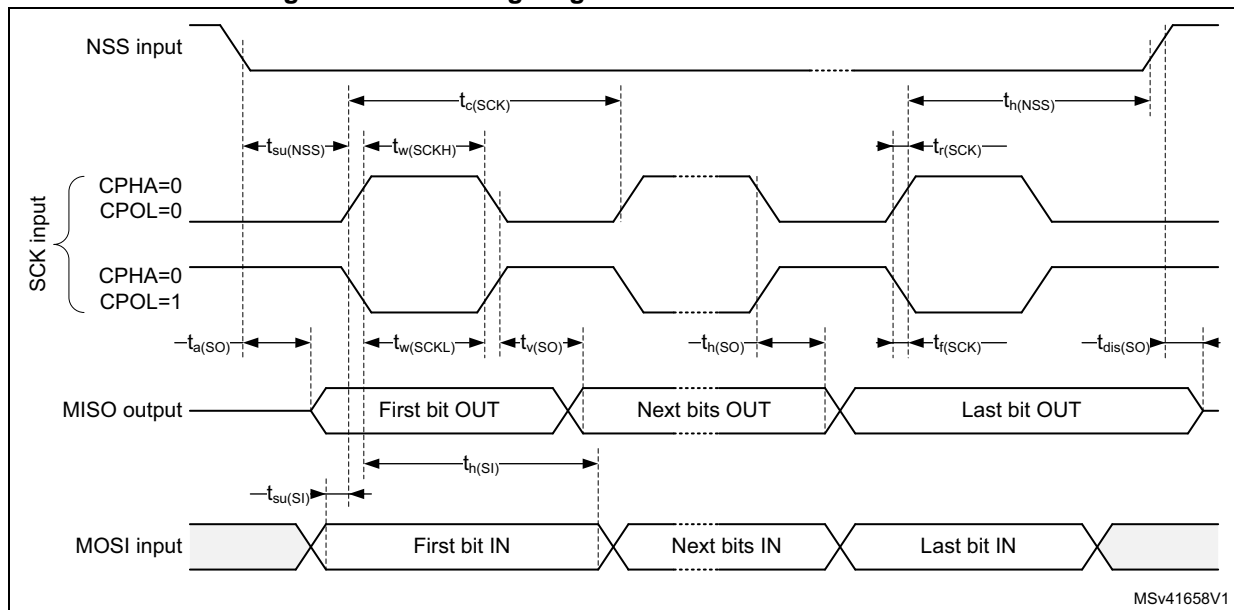 NSS input
tc(SCK)
th(NSS)
tsu(NSS)
tw(SCKH)
tr(SCK)
CPHA=0
CPOL=0
SCK input
CPHA=0
CPOL=1
ta(SO)
tw(SCKL)
tv(SO)
th(SO)
tf(SCK)
tdis(SO)
MISO output
First bit OUT
Next bits OUT
Last bit OUT
th(SI)
tsu(SI)
MOSI input
First bit IN
Next bits IN
Last bit IN
MSv41658V1